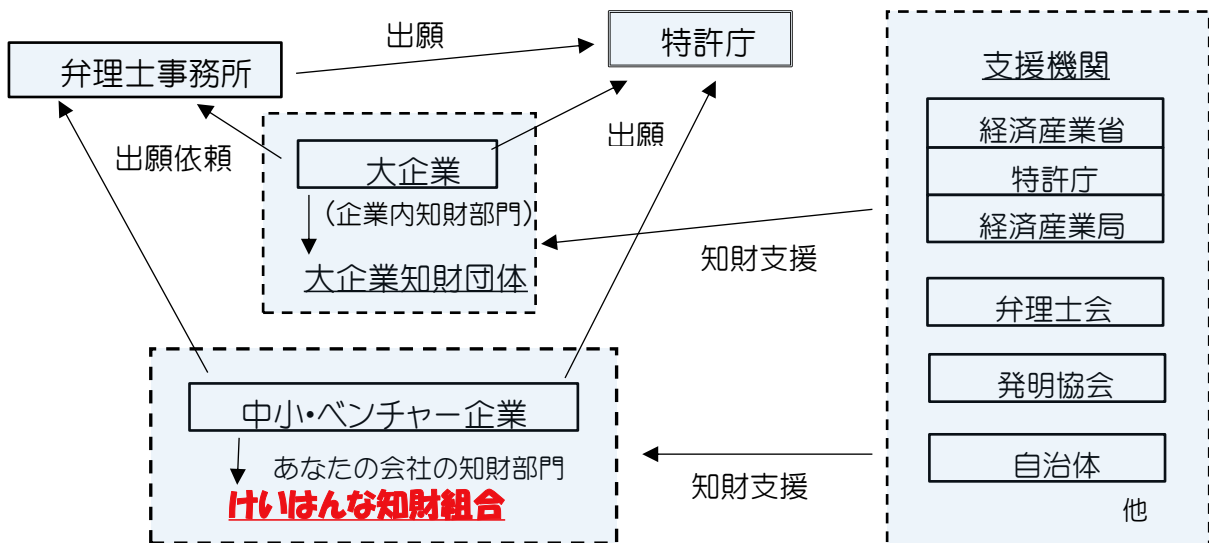 出願
特許庁
弁理士事務所
支援機関
経済産業省
出願
出願依頼
大企業
特許庁
(企業内知財部門)
経済産業局
知財支援
大企業知財団体
弁理士会
発明協会
中小・ベンチャー企業
自治体
あなたの会社の知財部門
知財支援
けいはんな知財組合
他